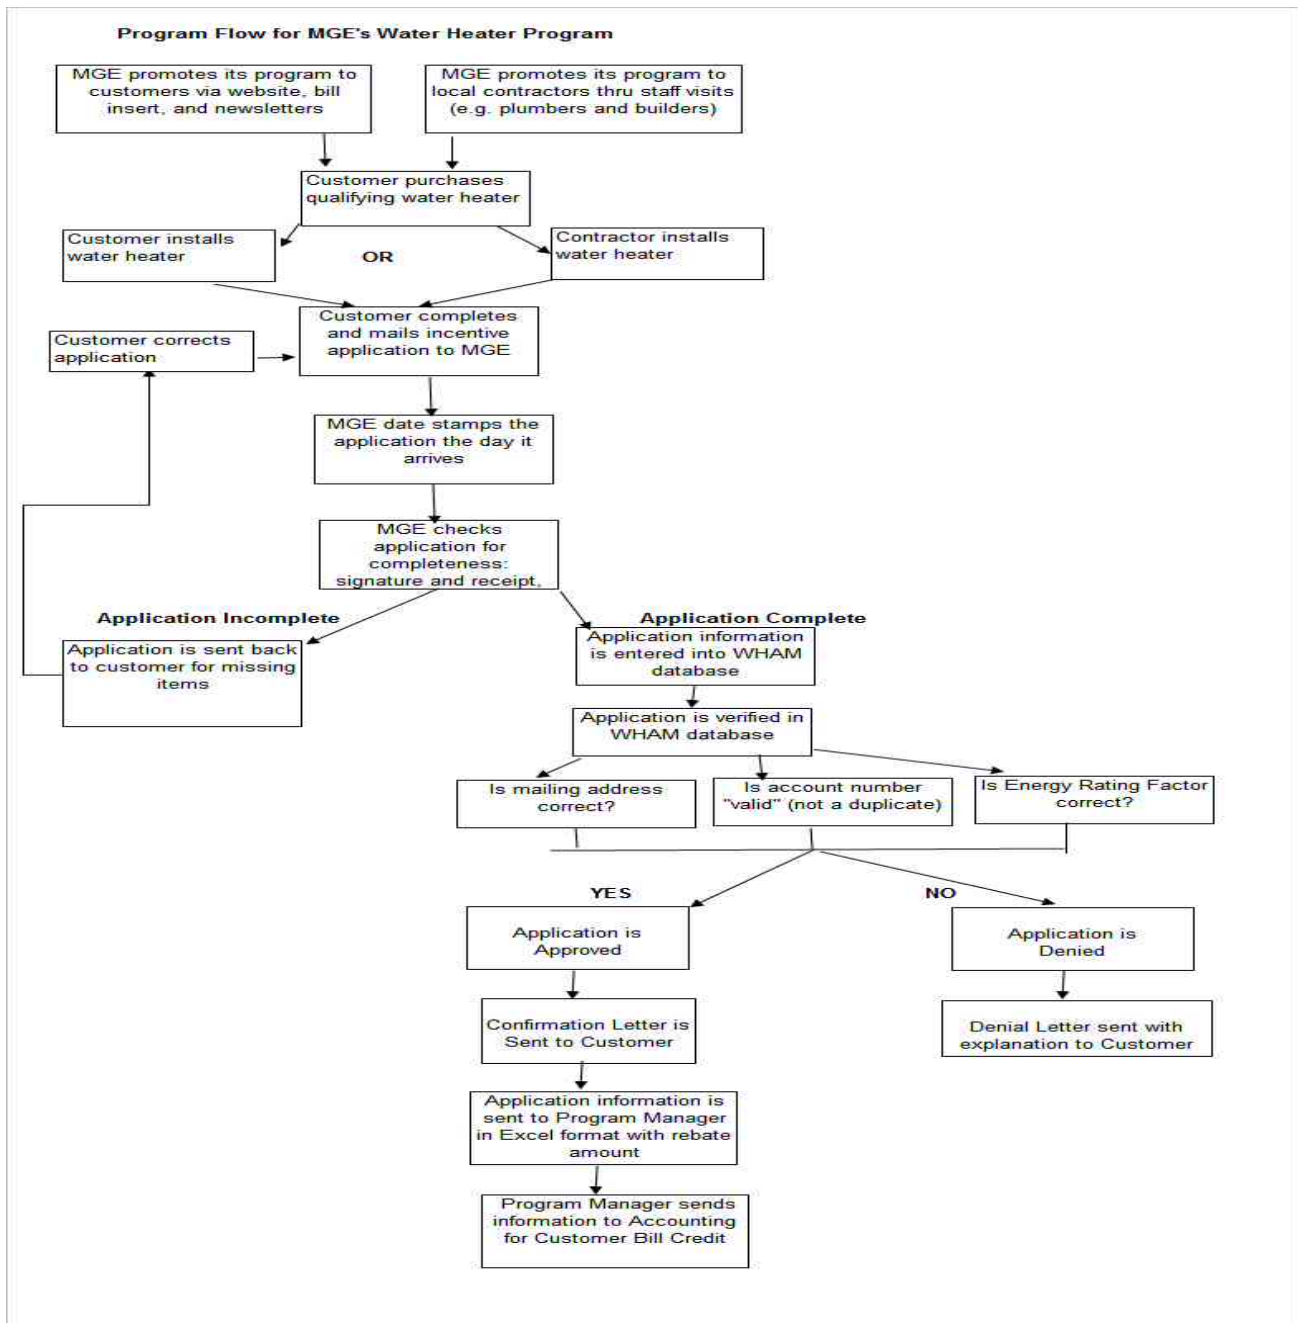 Program Flow for MGE's Water Heater Program
MGE promotes its program to
customers via website, bill
insert, and newsletters
MGE promotes its program to
local contractors thru staff visits
(e.g. plumbers and builders)
Customer purchases
qualifying water heater
Customer installs
water heater
OR
Contractor installs
water heater
Customer completes
and mails incentive
application to MGE
Customer corrects
application
MGE date stamps the
application the day it
arrives
MGE checks
application for
completeness:
signature and receipt,
Application Incomplete
Application Complete
Application is sent back
to customer for missing
items
Application information
is entered into WHAM
database
Application is verified in
WHAM database
Is mailing address
correct?
Is account number
"valid" (not a duplicate)
Is Energy Rating Factor
correct?
YES
NO
Application is
Approved
Application is
Denied
Confirmation Letter is
Sent to Customer
Denial Letter sent with
explanation to Customer
Application information is
sent to Program Manager
in Excel format with rebate
amount
Program Manager sends
information to Accounting
for Customer Bill Credit